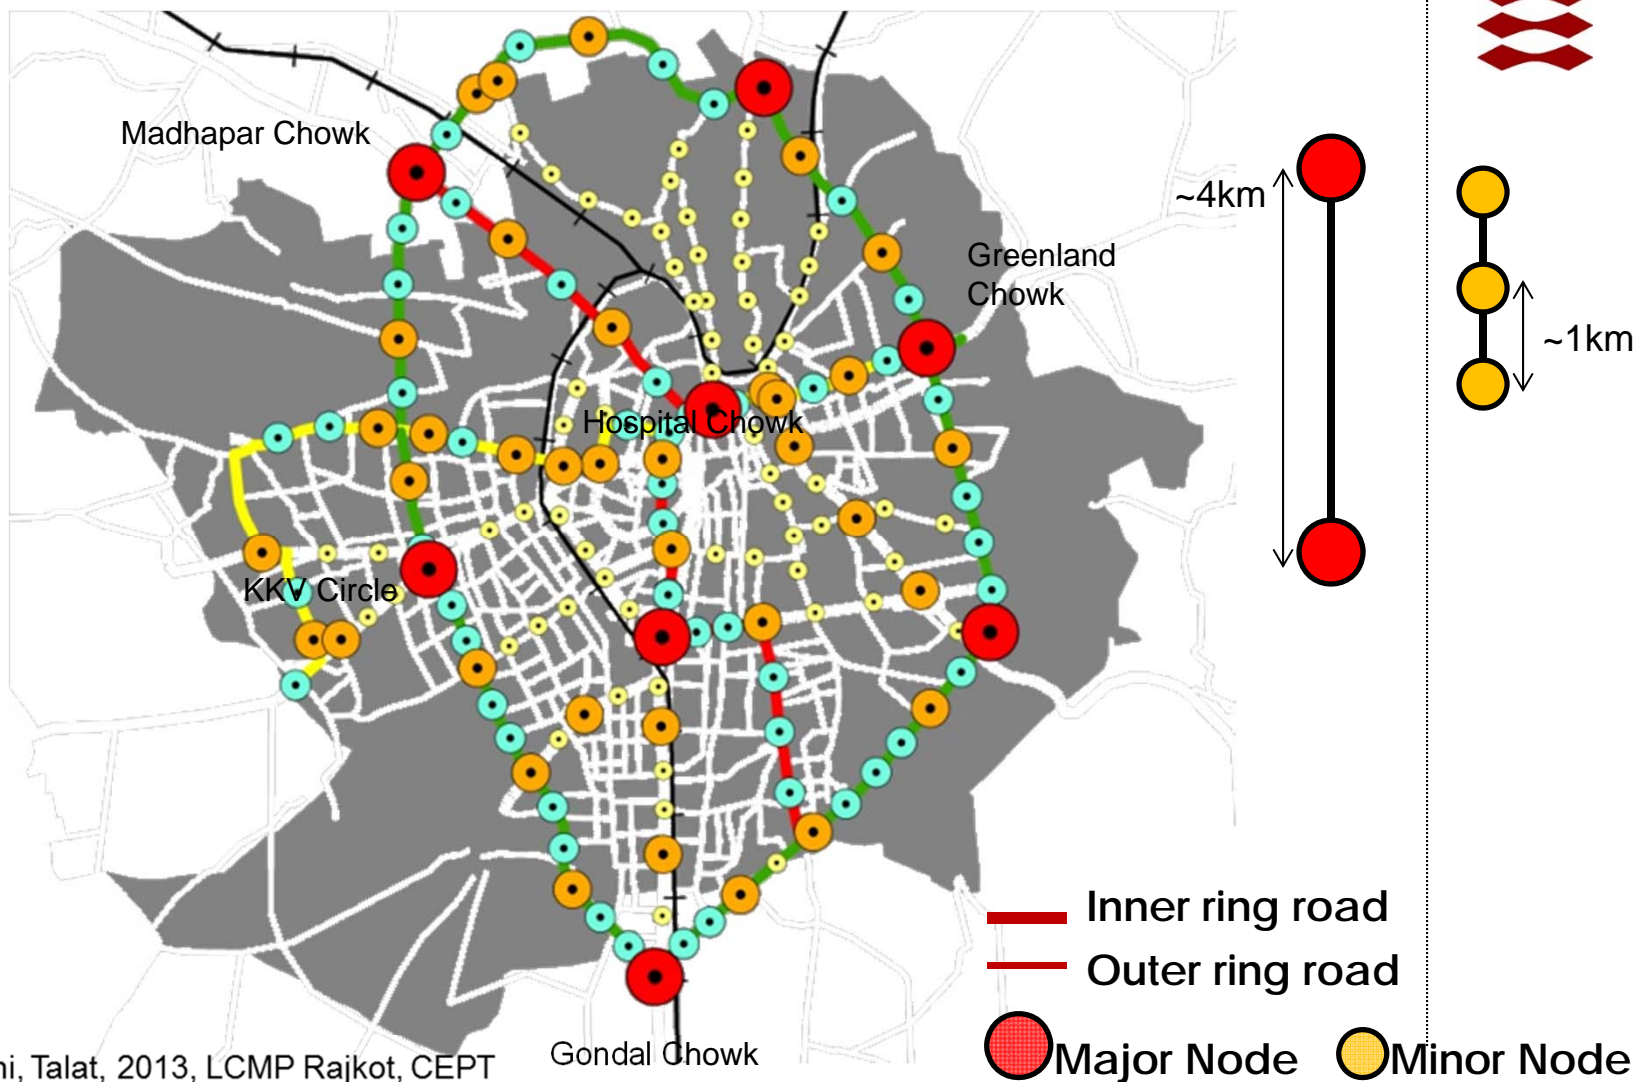 Madhapar Chowk
~4km
Greenland
Chowk
~1km
Hospital Chowk
KKV Circle
Inner ring road
Outer ring road
Gondal Chowk
Major Node
Minor Node
Talat, 2013, LCMP Rajkot, CEPT